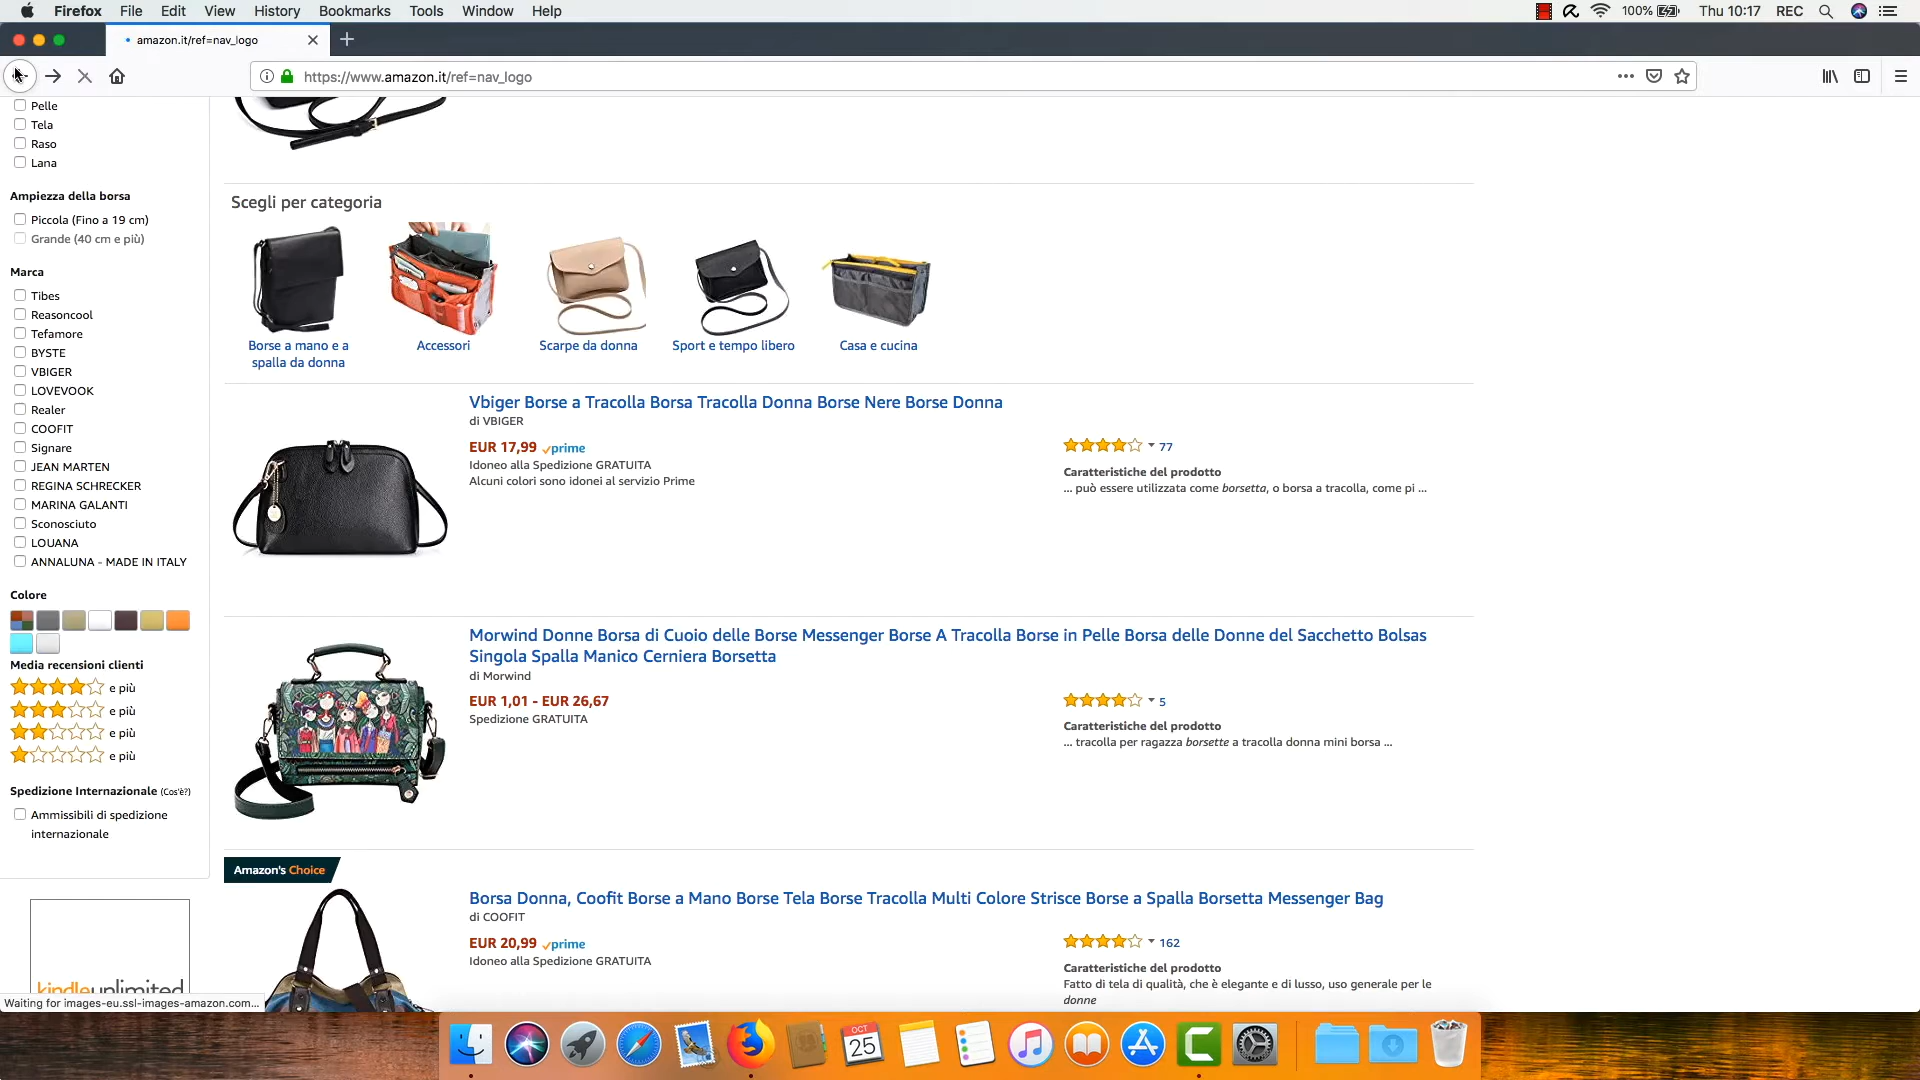 Firefox File Edit View History Bookmarks Tools Window Help
100% Thu 10:17 REC
amazon.it/ref=nav_logo
https://www.amazon.it/ref=nav_logo
Pelle
Tela
Raso
Lana
Ampiezza della borsa
Piccola (Fino a 19 cm)
Grande (40 cm e più)
Marca
Tibes
Reasoncool
Tefamore
BYSTE
VBIGER
LOVEVOOK
Realer
COOFIT
Signare
JEAN MARTEN
REGINA SCHRECKER
MARINA GALANTI
Sconosciuto
LOUANA
ANNALUNA - MADE IN ITALY
Colore
Media recensioni clienti
e più
e più
e più
e più
Spedizione Internazionale (Cos'è?)
Ammissibili di spedizione
internazionale
kindleunlimited
Waiting for images-eu.ssl-images-amazon.com...
Scegli per categoria
Borse a mano e a
spalla da donna
Accessori
Scarpe da donna
Sport e tempo libero
Casa e cucina
Vbiger Borse a Tracolla Borsa Tracolla Donna Borse Nere Borse Donna
di VBIGER
EUR 17,99 prime
Idoneo alla Spedizione GRATUITA
Alcuni colori sono idonei al servizio Prime
77
Caratteristiche del prodotto
... può essere utilizzata come borsetta, o borsa a tracolla, come pi ...
Morwind Donne Borsa di Cuoio delle Borse Messenger Borse A Tracolla Borse in Pelle Borsa delle Donne del Sacchetto Bolsas
Singola Spalla Manico Cerniera Borsetta
di Morwind
EUR 1,01 - EUR 26,67
Spedizione GRATUITA
5
Caratteristiche del prodotto
... tracolla per ragazza borsette a tracolla donna mini borsa ...
Amazon's Choice
Borsa Donna, Coofit Borse a Mano Borse Tela Borse Tracolla Multi Colore Strisce Borse a Spalla Borsetta Messenger Bag
di COOFIT
EUR 20,99 prime
Idoneo alla Spedizione GRATUITA
162
Caratteristiche del prodotto
Fatto di tela di qualità, che è elegante e di lusso, uso generale per le
donne
OCT
25